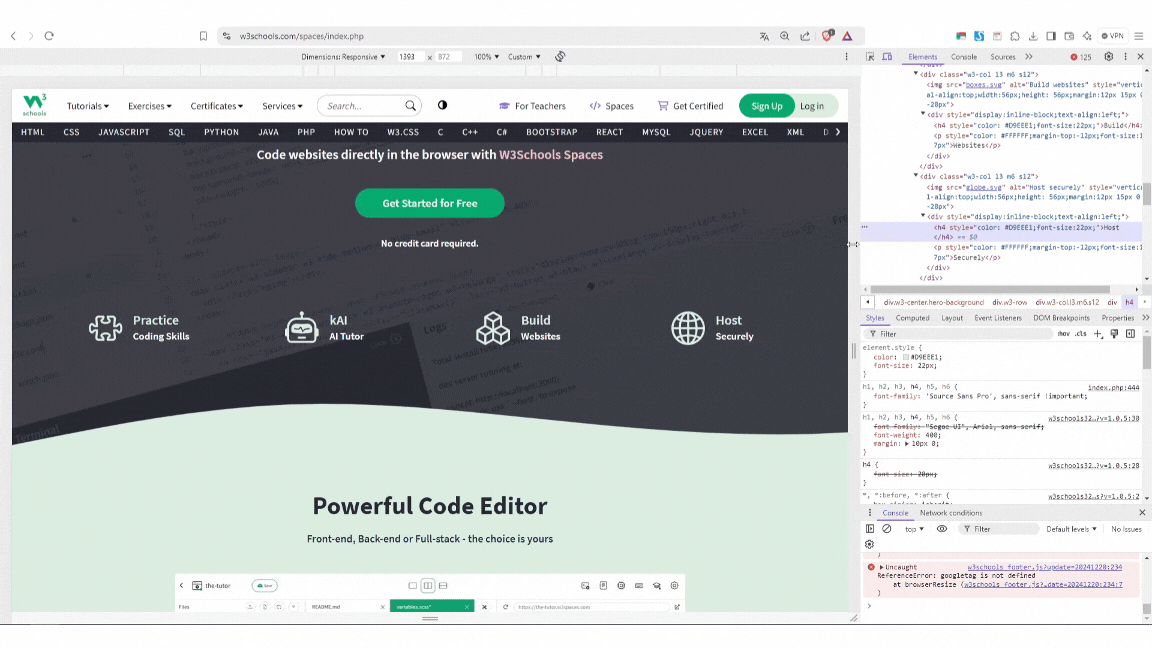 w3schools.com/spaces/index.php
VPN
Dimensions: Responsive 1393 × 872 100% Custom
Elements Console Sources 125
W3 schools
Tutorials Exercises Certificates Services Search... For Teachers Spaces Get Certified Sign Up Log in
HTML CSS JAVASCRIPT SQL PYTHON JAVA PHP HOW TO W3.CSS C C++ C# BOOTSTRAP REACT MYSQL JQUERY EXCEL XML D
Code websites directly in the browser with W3Schools Spaces
Get Started for Free
No credit card required.
Practice
Coding Skills
kAI
AI Tutor
Build
Websites
Host
Securely
Terminal
Logs
Powerful Code Editor
Front-end, Back-end or Full-stack - the choice is yours
the-tutor Save
Files README.md variables.scss* https://the-tutor.w3spaces.com
<div class="w3-col l3 m6 s12">
<img src="boxes.svg" alt="Build websites" style="vertic
al-align:top;width:56px;height: 56px;margin:12px 15px 0
-28px">
<div style="display:inline-block;text-align:left;">
<h4 style="color: #D9EEE1;font-size:22px;">Build</h4>
<p style="color: #FFFFFF;margin-top:-12px;font-size:1
7px">Websites</p>
</div>
</div>
<div class="w3-col l3 m6 s12">
<img src="globe.svg" alt="Host securely" style="vertica
l-align:top;width:56px;height: 56px;margin:12px 15px 0
-28px">
<div style="display:inline-block;text-align:left;">
<h4 style="color: #D9EEE1;font-size:22px;">Host
</h4> == $0
<p style="color: #FFFFFF;margin-top:-12px;font-size:1
7px">Securely</p>
</div>
</div>
div.w3-center.hero-background div.w3-row div.w3-col.l3.m6.s12 div h4
Styles Computed Layout Event Listeners DOM Breakpoints Properties
Filter :hov .cls
element.style {
color: #D9EEE1;
font-size: 22px;
}
h1, h2, h3, h4, h5, h6 { index.php:444
font-family: 'Source Sans Pro', sans-serif !important;
}
h1, h2, h3, h4, h5, h6 { w3schools32…?v=1.0.5:30
font-family: "Segoe UI", Arial, sans-serif;
font-weight: 400;
margin: 10px 0;
}
h4 { w3schools32…?v=1.0.5:28
font-size: 20px;
}
*, *:before, *:after { w3schools32…s?v=1.0.5:2
Console Network conditions
top Filter Default levels No Issues
}
Uncaught w3schools_footer.js?update=20241220:234
ReferenceError: googletag is not defined
at browserResize (w3schools_footer.js?…date=20241220:234:7
)